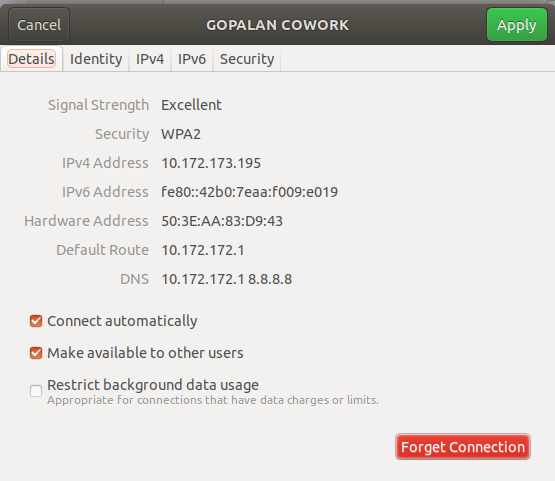 Cancel GOPALAN COWORK Apply
Details Identity IPv4 IPv6 Security
Signal Strength Excellent
Security WPA2
IPv4 Address 10.172.173.195
IPv6 Address fe80::42b0:7eaa:f009:e019
Hardware Address 50:3E:AA:83:D9:43
Default Route 10.172.172.1
DNS 10.172.172.1 8.8.8.8
Connect automatically
Make available to other users
Restrict background data usage
Appropriate for connections that have data charges or limits.
Forget Connection